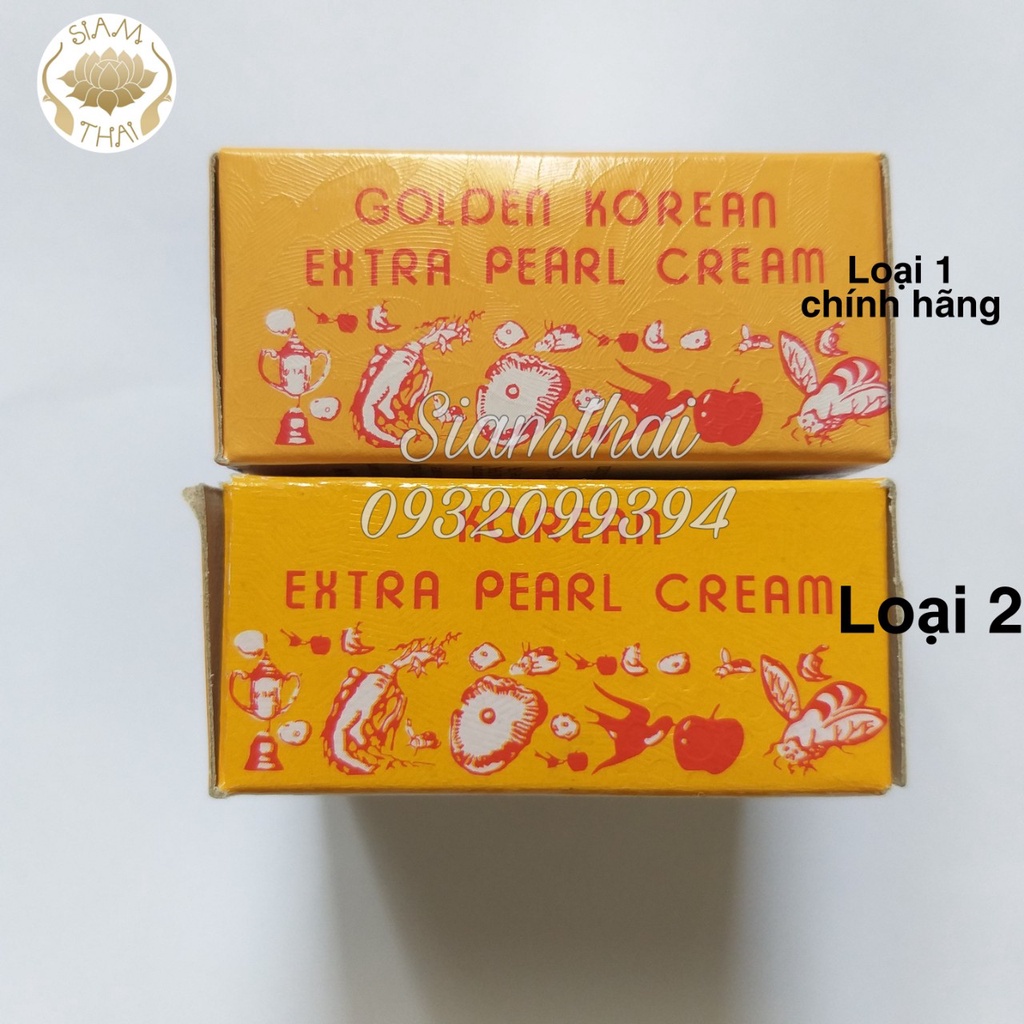 SIAM
THAI
GOLDEN KOREAN
EXTRA PEARL CREAM
Loại 1
chính hãng
Siamthai
0932099394
KOREAN
EXTRA PEARL CREAM
Loại 2